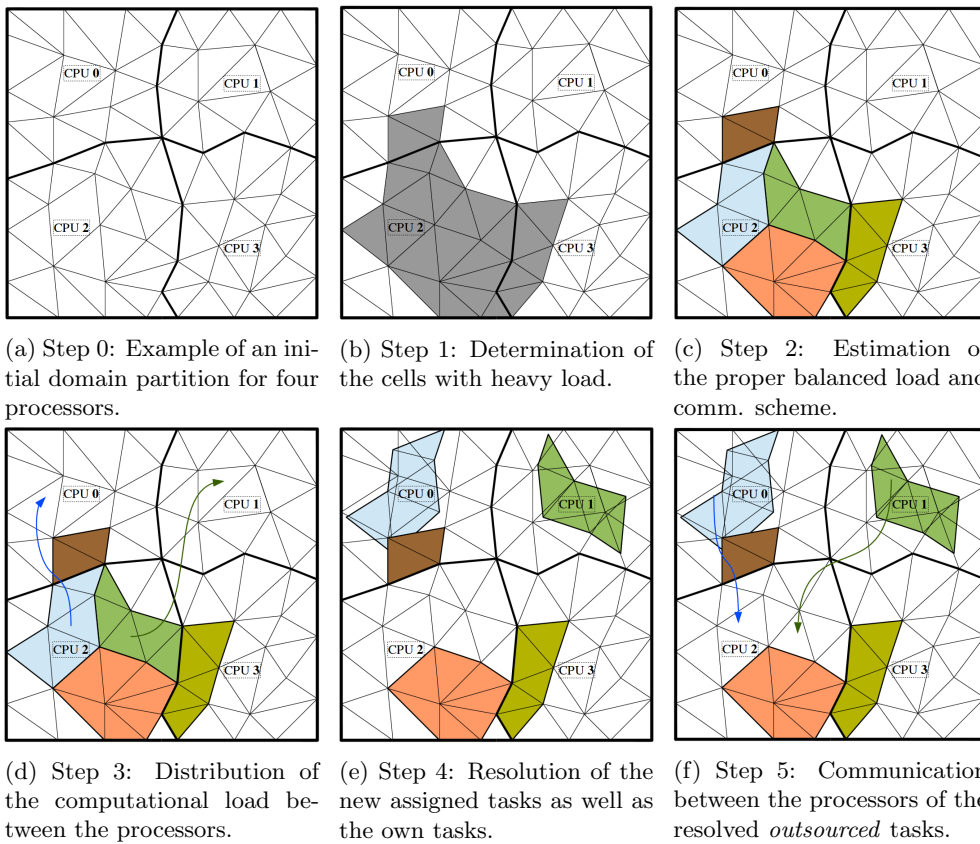 CPU 0
CPU 1
CPU 2
CPU 3
CPU 0
CPU 1
CPU 2
CPU 3
CPU 0
CPU 1
CPU 2
CPU 3
(a) Step 0: Example of an ini-
tial domain partition for four
processors.
(b) Step 1: Determination of
the cells with heavy load.
(c) Step 2: Estimation of
the proper balanced load and
comm. scheme.
CPU 0
CPU 1
CPU 2
CPU 3
CPU 0
CPU 1
CPU 2
CPU 3
CPU 0
CPU 1
CPU 2
CPU 3
(d) Step 3: Distribution of
the computational load be-
tween the processors.
(e) Step 4: Resolution of the
new assigned tasks as well as
the own tasks.
(f) Step 5: Communication
between the processors of the
resolved outsourced tasks.